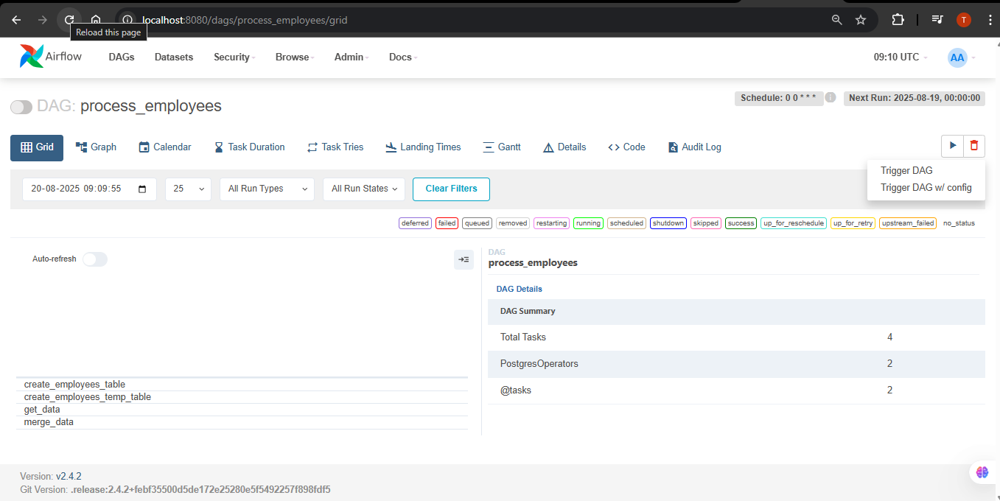 localhost:8080/dags/process_employees/grid
T
Reload this page
Airflow DAGs Datasets Security Browse Admin Docs 09:10 UTC AA
DAG: process_employees
Schedule: 0 0 * * * i Next Run: 2025-08-19, 00:00:00
Grid Graph Calendar Task Duration Task Tries Landing Times Gantt Details Code Audit Log
Trigger DAG
Trigger DAG w/ config
20-08-2025 09:09:55 25 All Run Types All Run States Clear Filters
deferred failed queued removed restarting running scheduled shutdown skipped success up_for_reschedule up_for_retry upstream_failed no_status
Auto-refresh
create_employees_table
create_employees_temp_table
get_data
merge_data
DAG
process_employees
DAG Details
DAG Summary
Total Tasks 4
PostgresOperators 2
@tasks 2
Version: v2.4.2
Git Version: .release:2.4.2+febf35500d5de172e25280e5f5492257f898fdf5